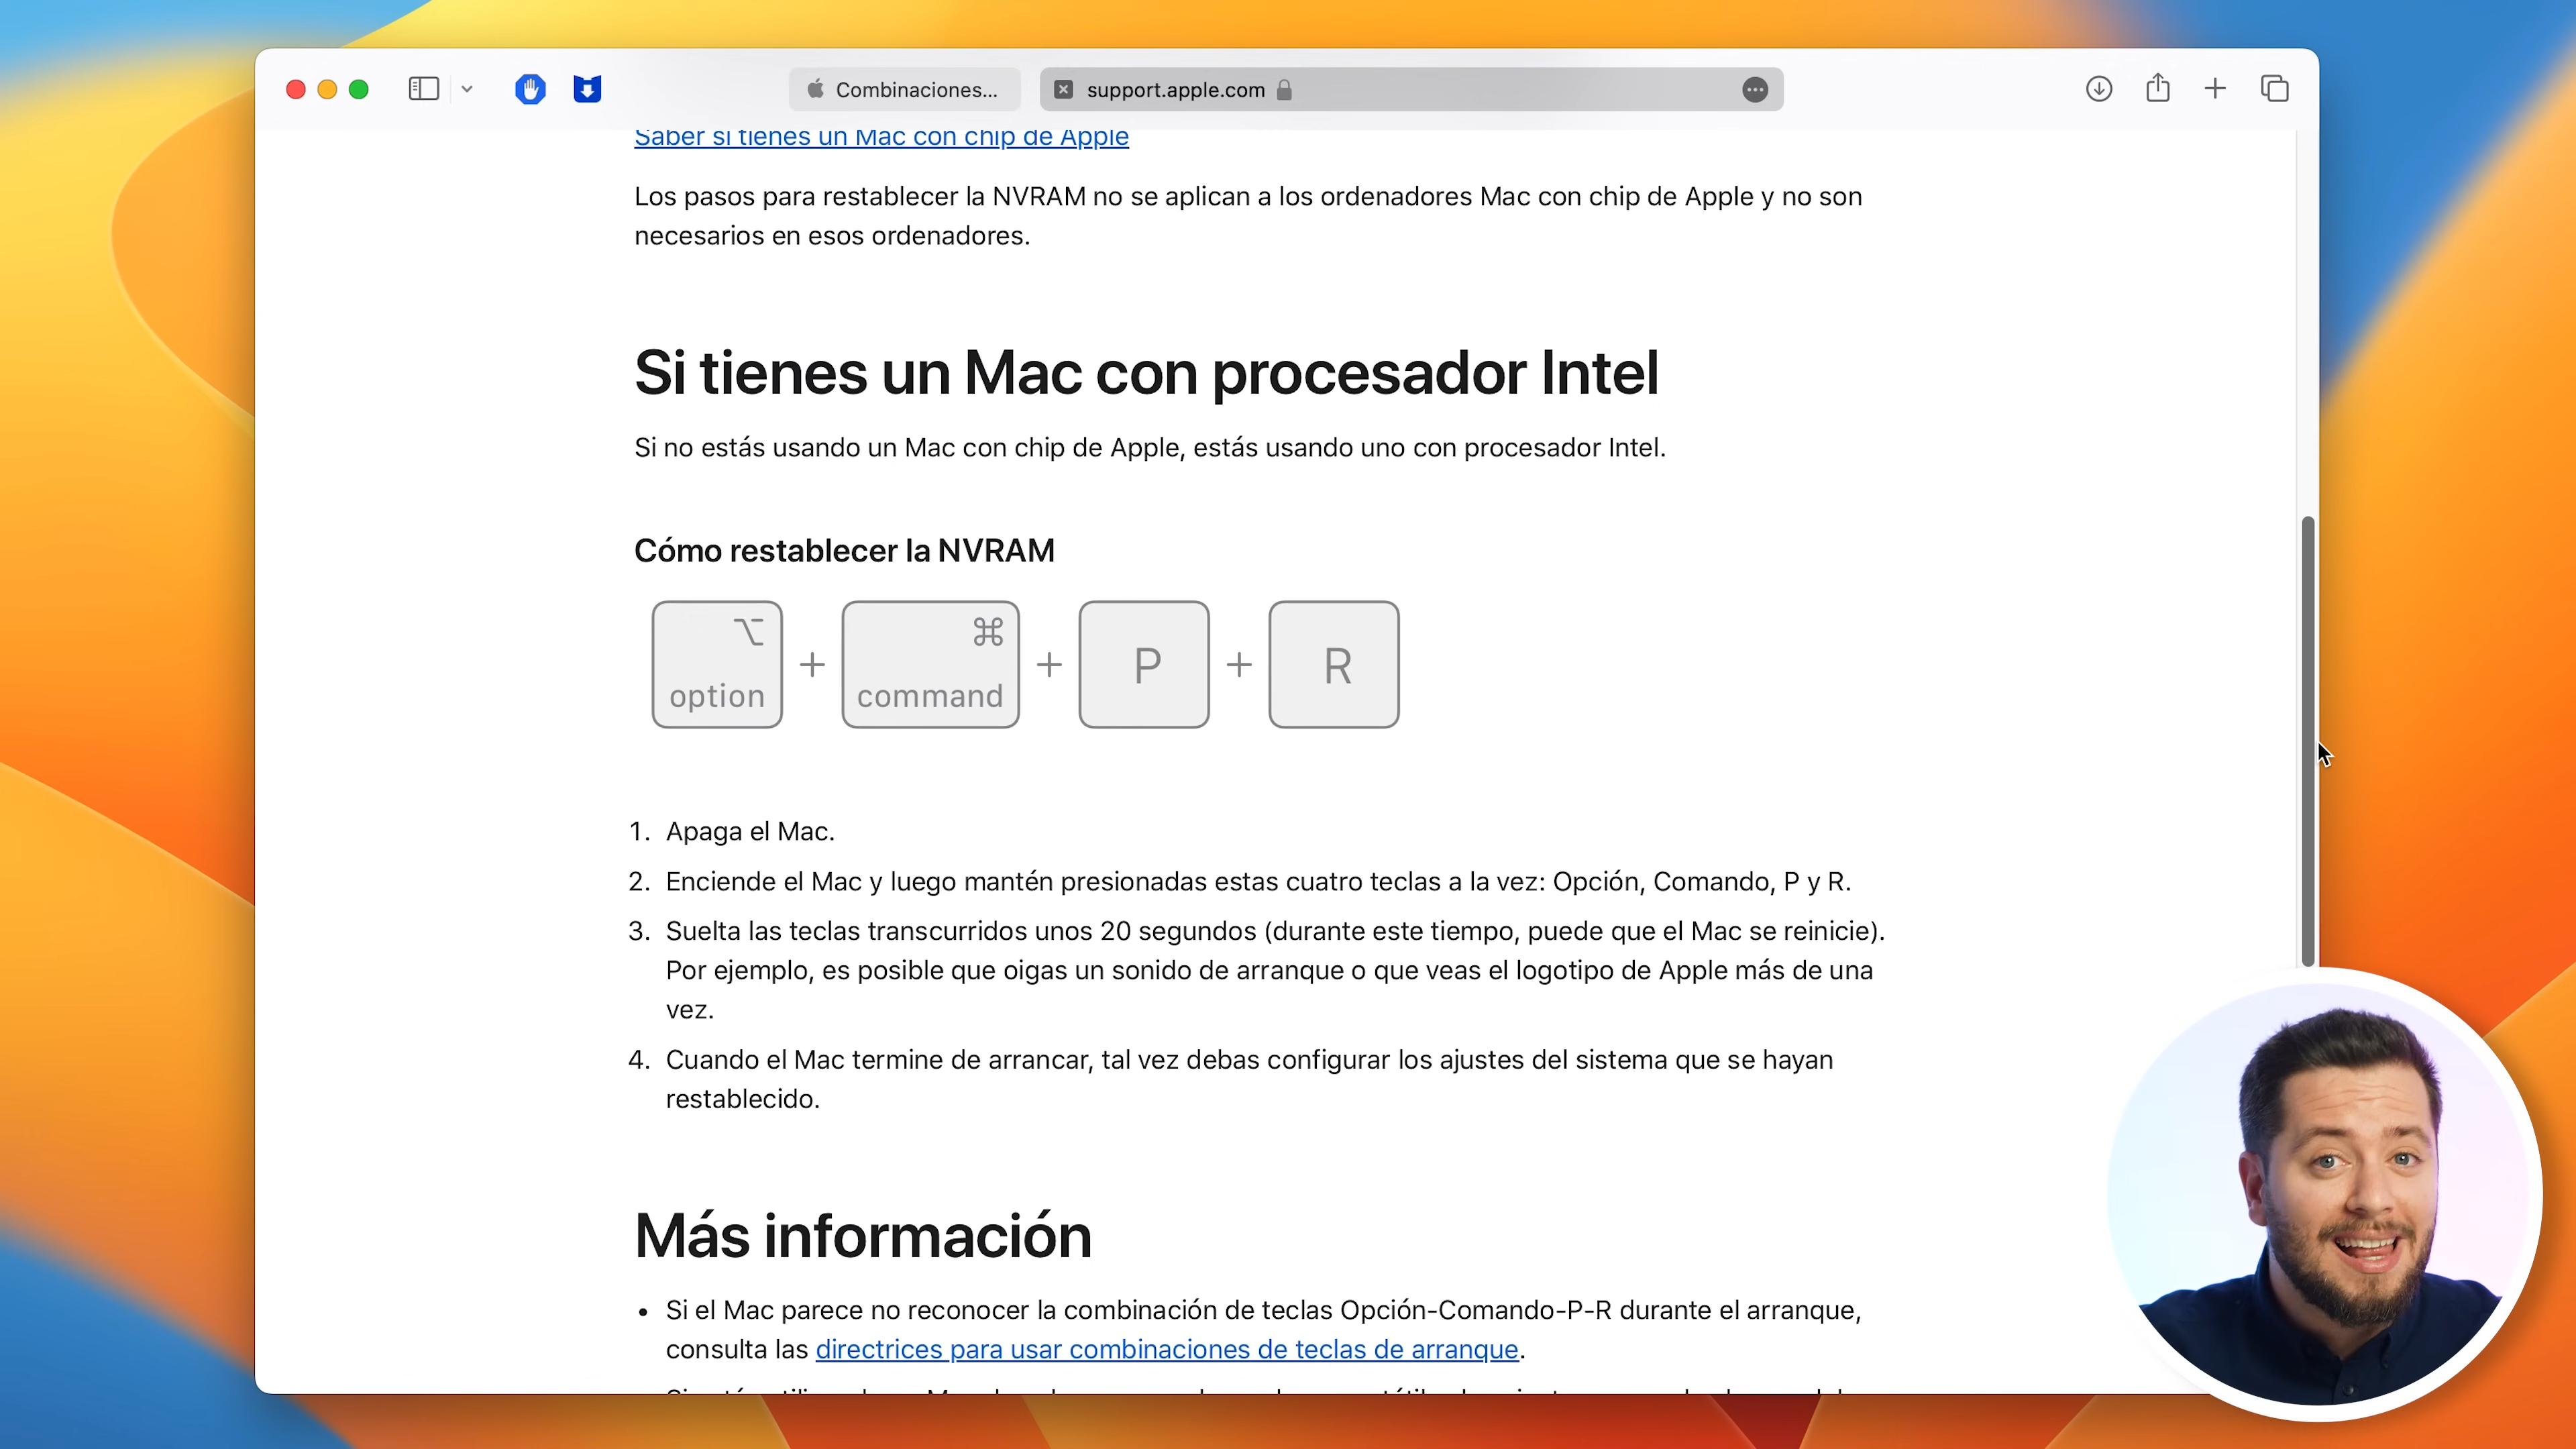 Combinaciones...
support.apple.com
Saber si tienes un Mac con chip de Apple
Los pasos para restablecer la NVRAM no se aplican a los ordenadores Mac con chip de Apple y no son
necesarios en esos ordenadores.
Si tienes un Mac con procesador Intel
Si no estás usando un Mac con chip de Apple, estás usando uno con procesador Intel.
Cómo restablecer la NVRAM
⌥ option + ⌘ command + P + R
1. Apaga el Mac.
2. Enciende el Mac y luego mantén presionadas estas cuatro teclas a la vez: Opción, Comando, P y R.
3. Suelta las teclas transcurridos unos 20 segundos (durante este tiempo, puede que el Mac se reinicie).
Por ejemplo, es posible que oigas un sonido de arranque o que veas el logotipo de Apple más de una
vez.
4. Cuando el Mac termine de arrancar, tal vez debas configurar los ajustes del sistema que se hayan
restablecido.
Más información
• Si el Mac parece no reconocer la combinación de teclas Opción-Comando-P-R durante el arranque,
consulta las directrices para usar combinaciones de teclas de arranque.